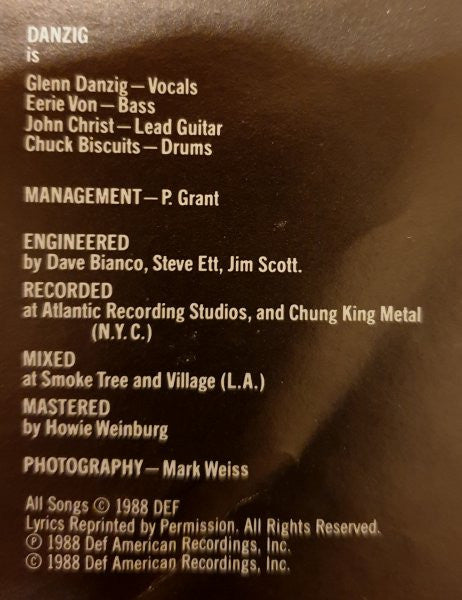 DANZIG
is
Glenn Danzig—Vocals
Eerie Von—Bass
John Christ—Lead Guitar
Chuck Biscuits—Drums
MANAGEMENT—P. Grant
ENGINEERED
by Dave Bianco, Steve Ett, Jim Scott.
RECORDED
at Atlantic Recording Studios, and Chung King Metal
(N.Y.C.)
MIXED
at Smoke Tree and Village (L.A.)
MASTERED
by Howie Weinburg
PHOTOGRAPHY—Mark Weiss
All Songs © 1988 DEF
Lyrics Reprinted by Permission. All Rights Reserved.
℗ 1988 Def American Recordings, Inc.
© 1988 Def American Recordings, Inc.